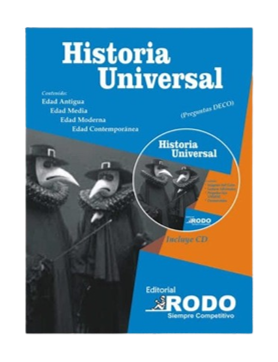 Historia
Universal
Contenido:
Edad Antigua
Edad Media
Edad Moderna
Edad Contemporánea
(Preguntas DECO)
Historia
Universal
RODO
Incluye CD
Editorial
RODO
Siempre Competitivo